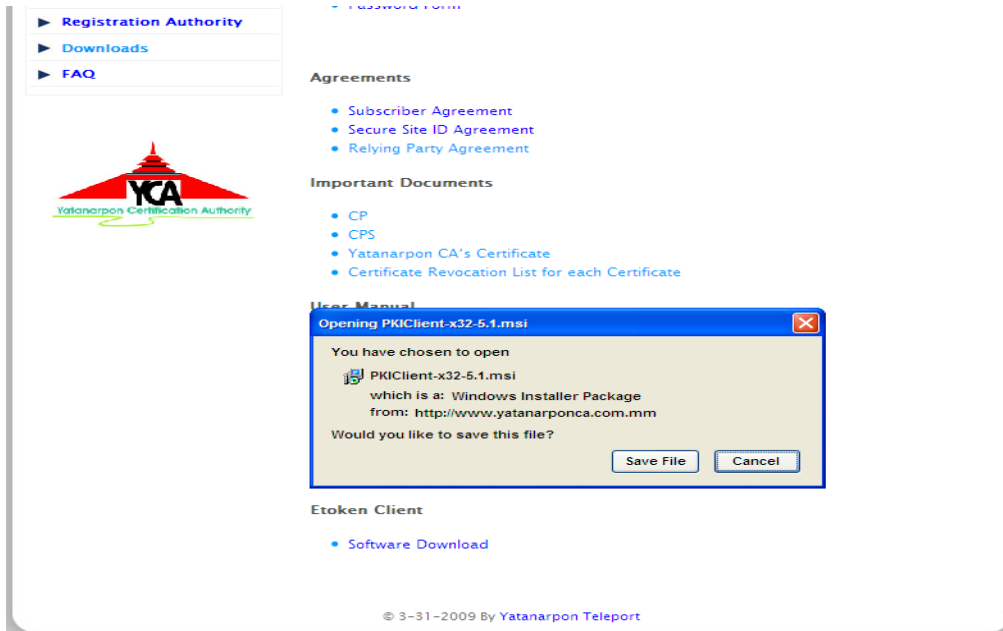 Password Form
Registration Authority
Downloads
FAQ
YCA
Yatanarpon Certification Authority
Agreements
Subscriber Agreement
Secure Site ID Agreement
Relying Party Agreement
Important Documents
CP
CPS
Yatanarpon CA's Certificate
Certificate Revocation List for each Certificate
User Manual
Opening PKIClient-x32-5.1.msi
You have chosen to open
PKIClient-x32-5.1.msi
which is a: Windows Installer Package
from: http://www.yatanarponca.com.mm
Would you like to save this file?
Save File Cancel
Etoken Client
Software Download
© 3-31-2009 By Yatanarpon Teleport